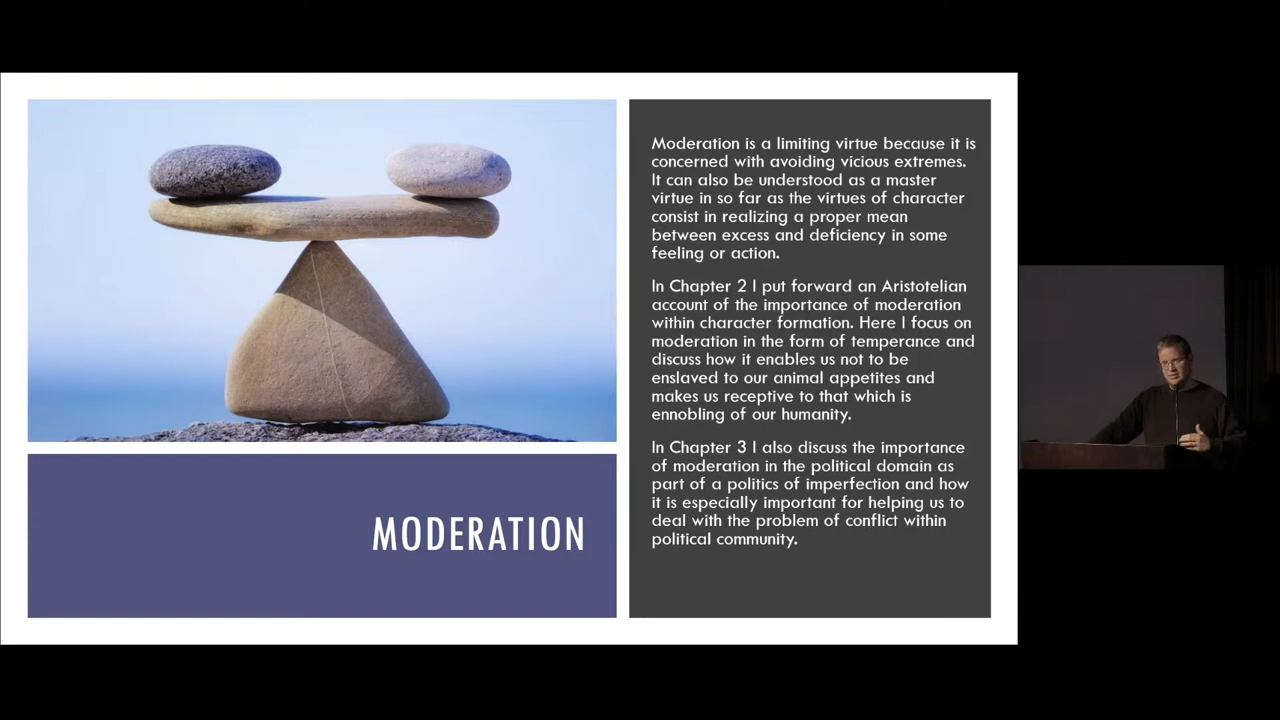 Moderation is a limiting virtue because it is
concerned with avoiding vicious extremes.
It can also be understood as a master
virtue in so far as the virtues of character
consist in realizing a proper mean
between excess and deficiency in some
feeling or action.
In Chapter 2 I put forward an Aristotelian
account of the importance of moderation
within character formation. Here I focus on
moderation in the form of temperance and
discuss how it enables us not to be
enslaved to our animal appetites and
makes us receptive to that which is
ennobling of our humanity.
In Chapter 3 I also discuss the importance
of moderation in the political domain as
part of a politics of imperfection and how
it is especially important for helping us to
deal with the problem of conflict within
political community.
MODERATION